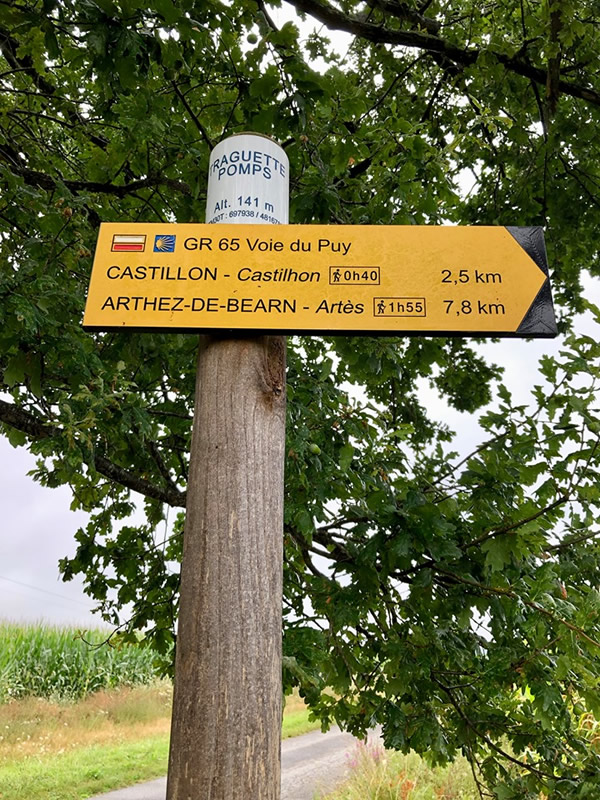 POMPS
Alt. 141 m
GR 65 Voie du Puy
CASTILLON - Castilhon 0h40 2,5 km
ARTHEZ-DE-BEARN - Artès 1h55 7,8 km